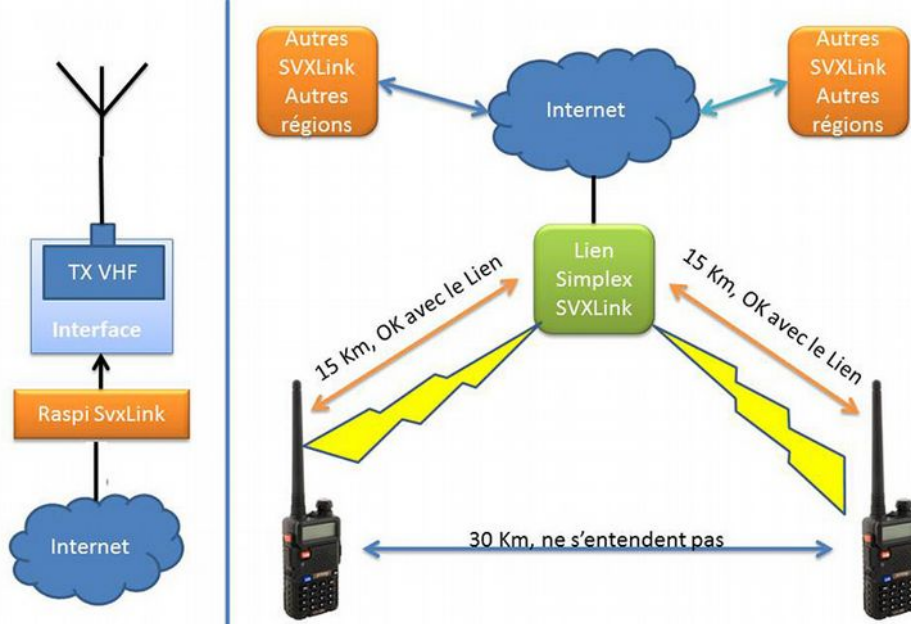 TX VHF
Interface
Raspi SvxLink
Internet
Autres
SVXLink
Autres
régions
Internet
Autres
SVXLink
Autres
régions
Lien
Simplex
SVXLink
15 Km, OK avec le Lien
15 Km, OK avec le Lien
30 Km, ne s'entendent pas